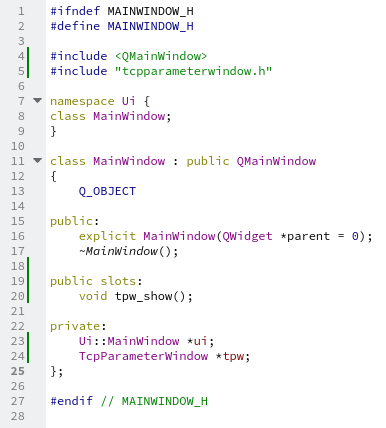 1 #ifndef MAINWINDOW_H
2 #define MAINWINDOW_H
3
4 #include <QMainWindow>
5 #include "tcpparameterwindow.h"
6
7 namespace Ui {
8 class MainWindow;
9 }
10
11 class MainWindow : public QMainWindow
12 {
13     Q_OBJECT
14
15 public:
16     explicit MainWindow(QWidget *parent = 0);
17     ~MainWindow();
18
19 public slots:
20     void tpw_show();
21
22 private:
23     Ui::MainWindow *ui;
24     TcpParameterWindow *tpw;
25 };
26
27 #endif // MAINWINDOW_H
28